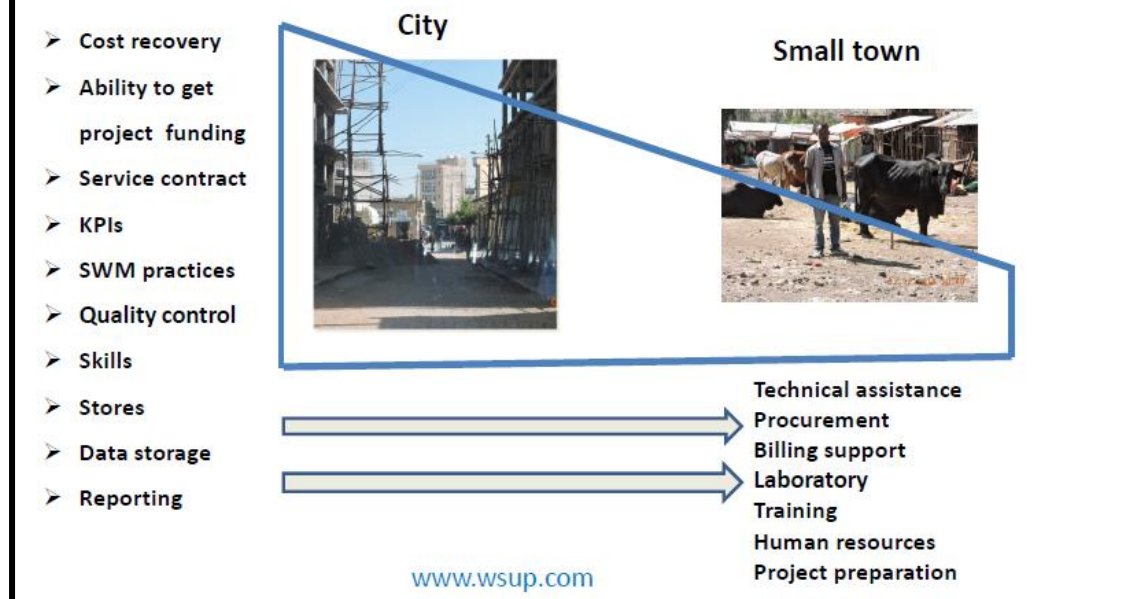 City
Small town
Cost recovery
Ability to get
project funding
Service contract
KPIs
SWM practices
Quality control
Skills
Stores
Data storage
Reporting
Technical assistance
Procurement
Billing support
Laboratory
Training
Human resources
Project preparation
www.wsup.com